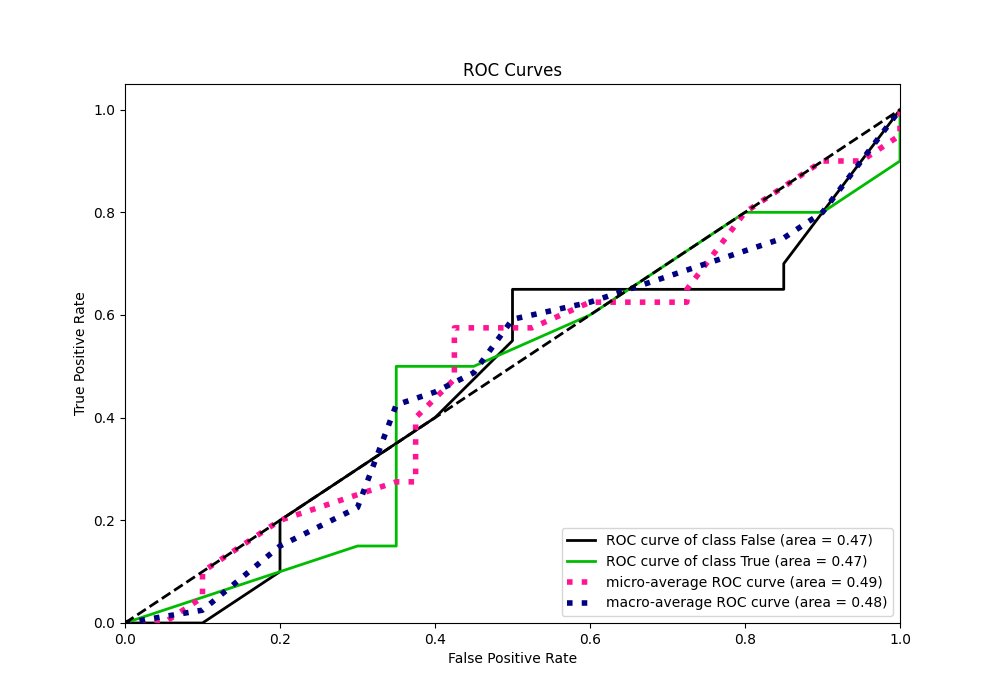 ROC Curves
True Positive Rate
1.0
0.8
0.6
0.4
0.2
0.0
0.0 0.2 0.4 0.6 0.8 1.0
False Positive Rate
ROC curve of class False (area = 0.47)
ROC curve of class True (area = 0.47)
micro-average ROC curve (area = 0.49)
macro-average ROC curve (area = 0.48)